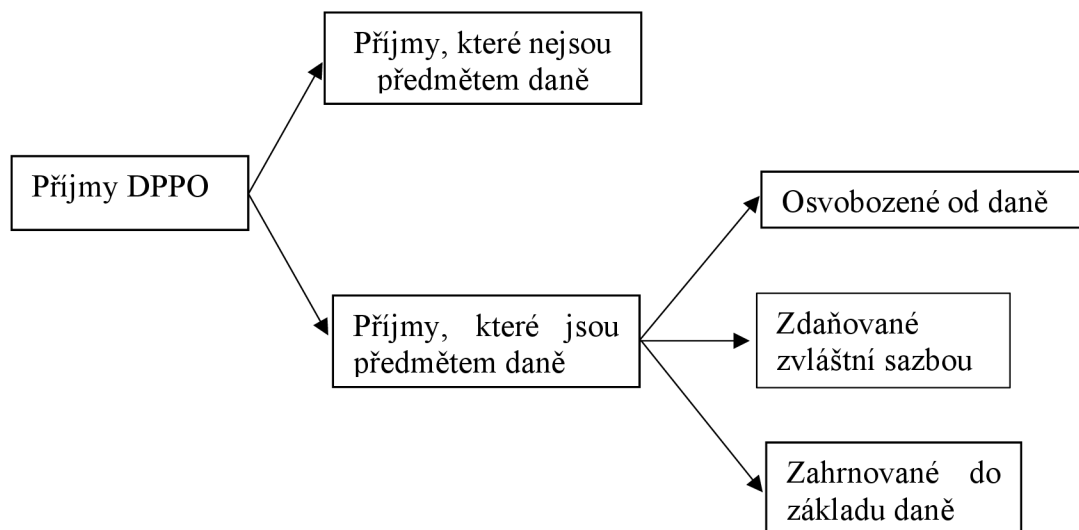 Příjmy, které nejsou
předmětem daně
Příjmy DPPO
Osvobozené od daně
Příjmy, které jsou
předmětem daně
Zdaňované
zvláštní sazbou
Zahrnované do
základu daně